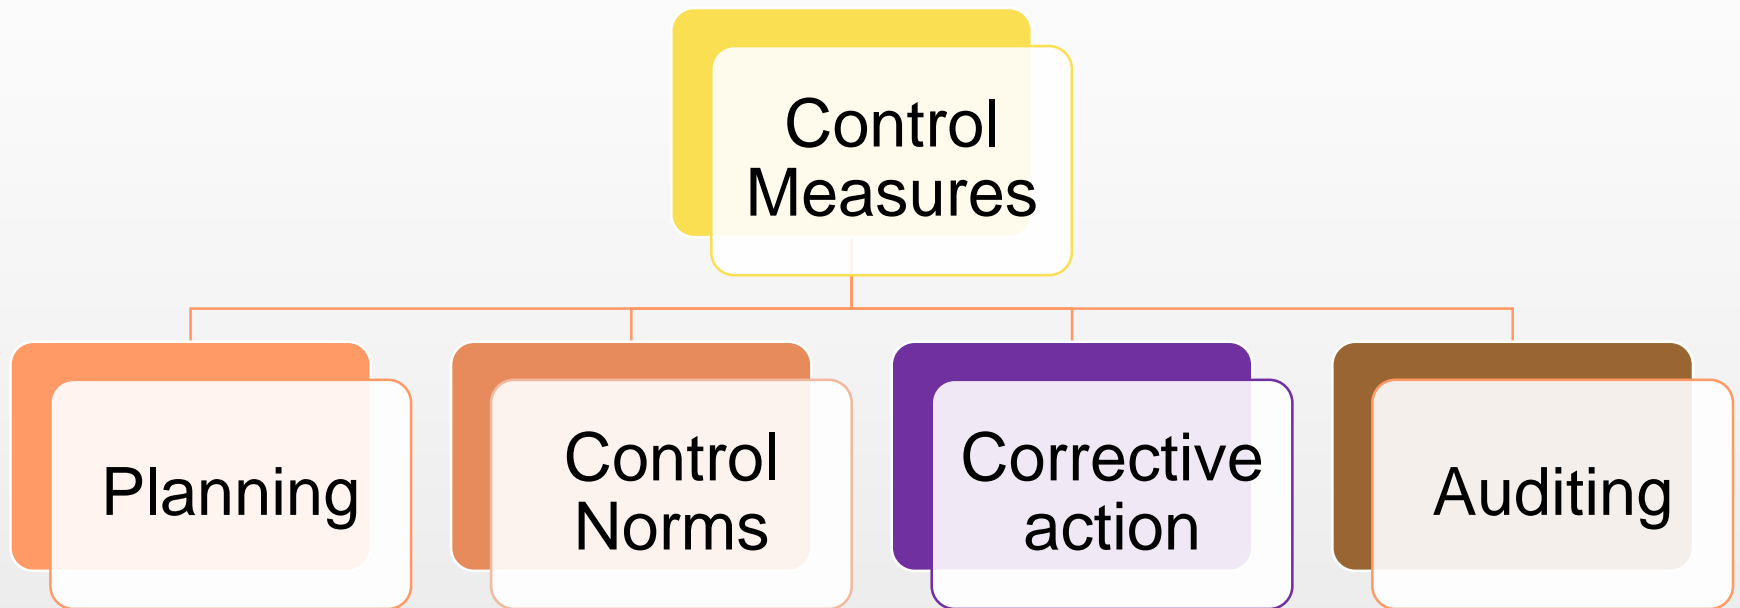 Control
Measures
Planning
Control
Norms
Corrective
action
Auditing